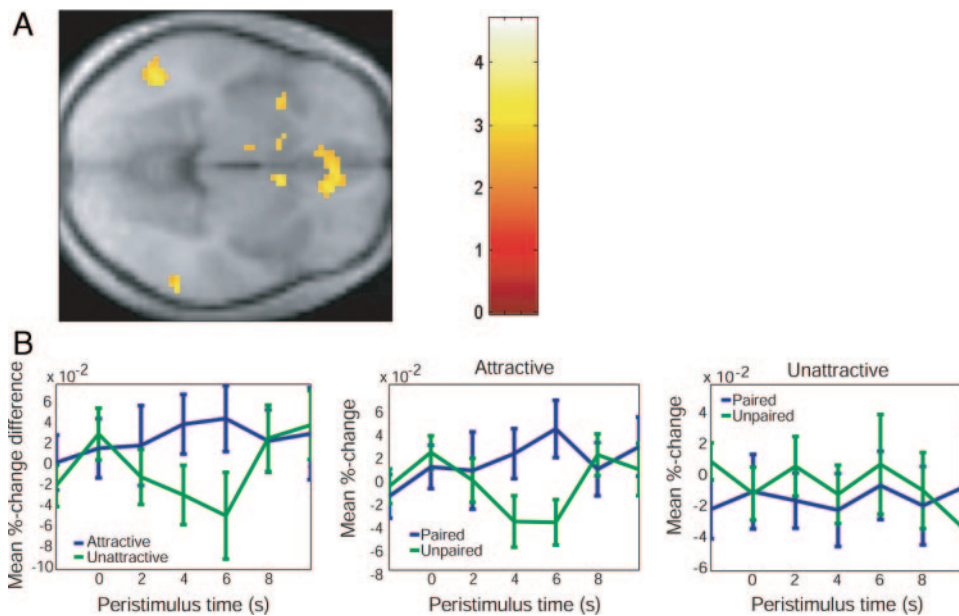 A
4
3
2
1
0
B
x 10⁻²
Mean %-change difference
6
4
2
0
-2
-4
-6
-8
-10
Attractive
Unattractive
0 2 4 6 8
Peristimulus time (s)
Attractive
x 10⁻²
Mean %-change
6
4
2
0
-2
-4
-6
-8
Paired
Unpaired
0 2 4 6 8
Peristimulus time (s)
Unattractive
x 10⁻²
Mean %-change
4
2
0
-2
-4
-6
Paired
Unpaired
0 2 4 6 8
Peristimulus time (s)